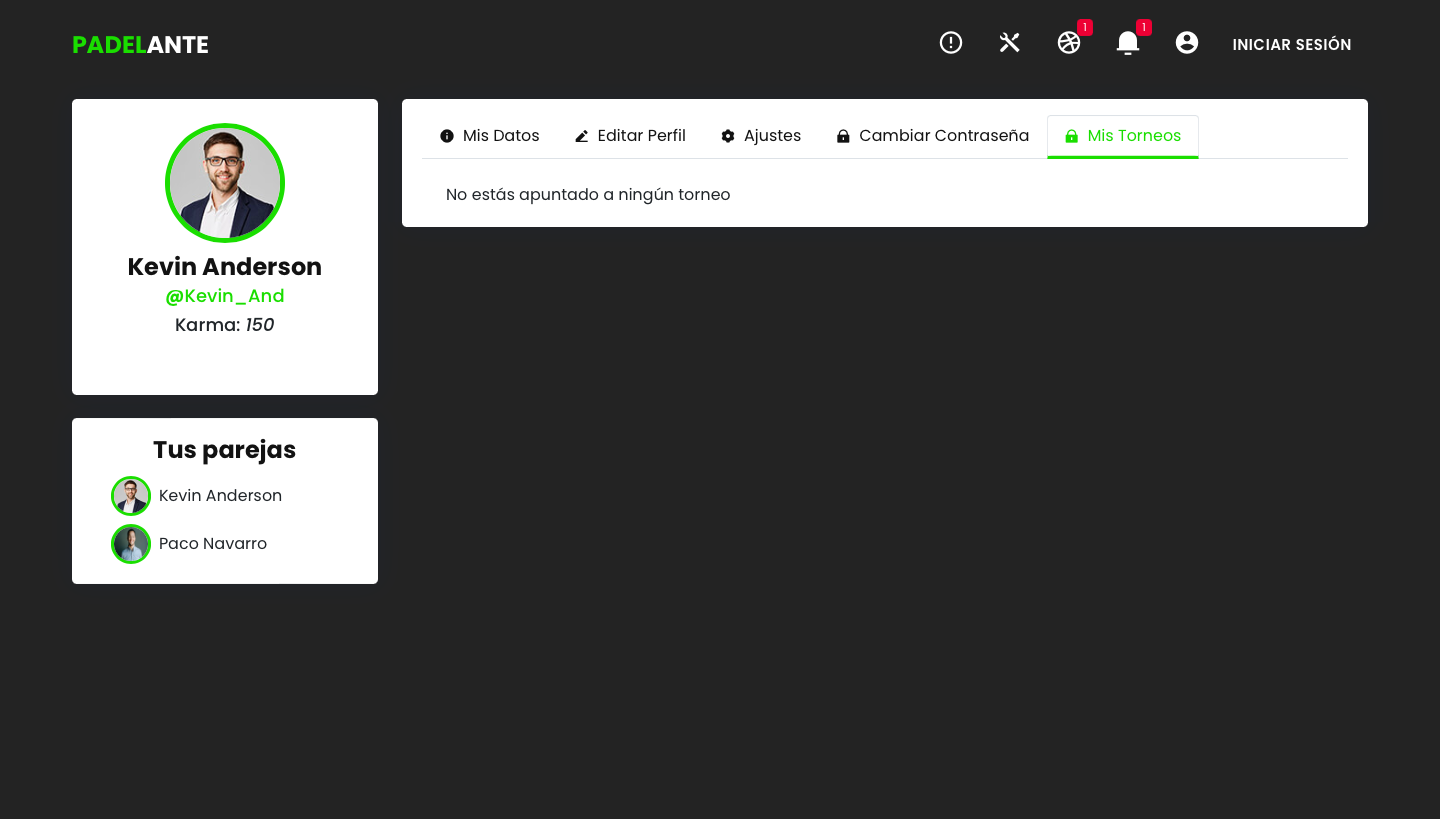 PADELANTE
1
1
INICIAR SESIÓN
Mis Datos
Editar Perfil
Ajustes
Cambiar Contraseña
Mis Torneos
No estás apuntado a ningún torneo
Kevin Anderson
@Kevin_And
Karma: 150
Tus parejas
Kevin Anderson
Paco Navarro